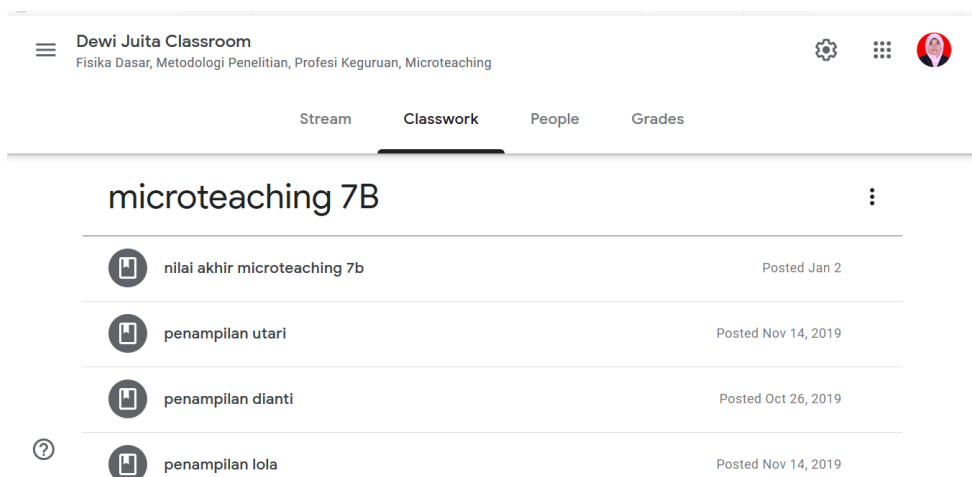 Dewi Juita Classroom
Fisika Dasar, Metodologi Penelitian, Profesi Keguruan, Microteaching
Stream Classwork People Grades
microteaching 7B
nilai akhir microteaching 7b Posted Jan 2
penampilan utari Posted Nov 14, 2019
penampilan dianti Posted Oct 26, 2019
penampilan lola Posted Nov 14, 2019